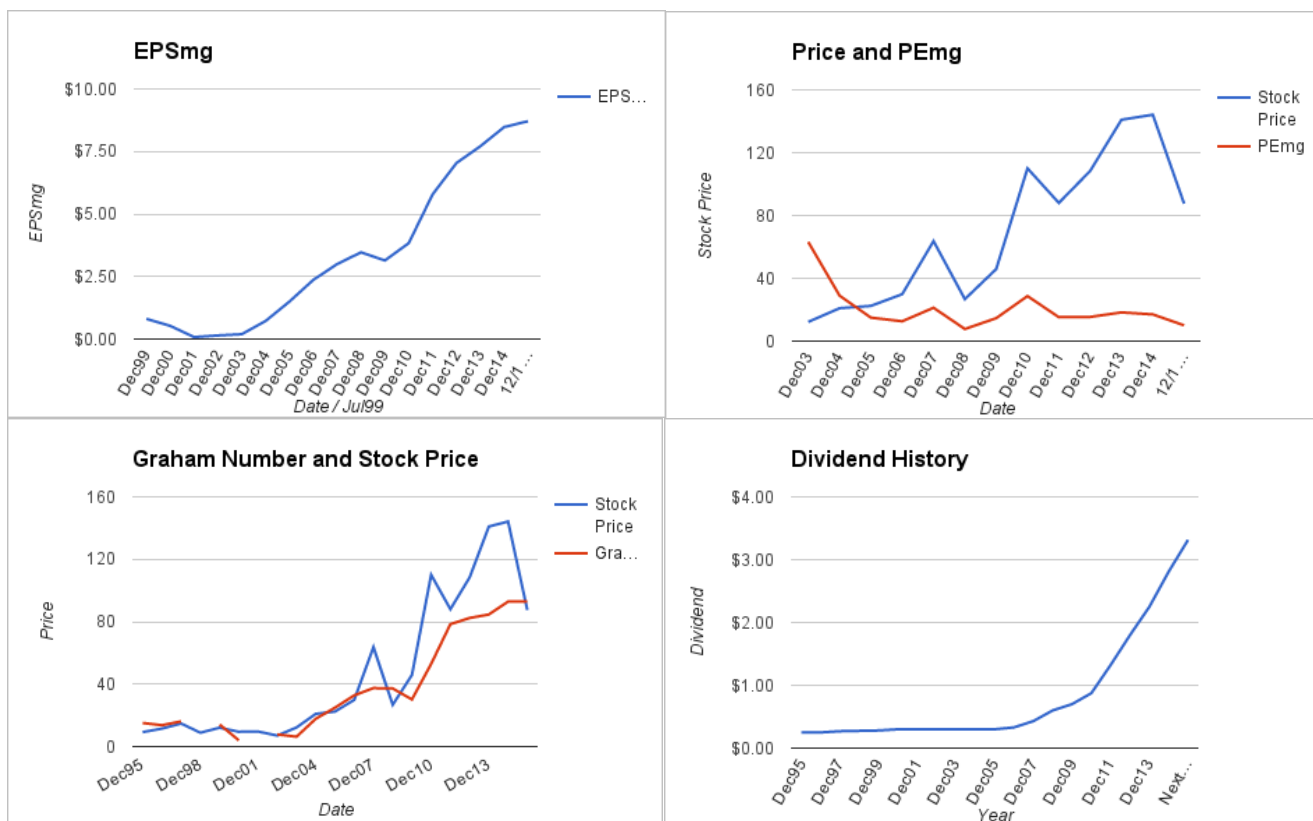 EPSmg
$10.00
$7.50
$5.00
$2.50
$0.00
EPSmg
EPS...
Dec99
Dec00
Dec01
Dec02
Dec03
Dec04
Dec05
Dec06
Dec07
Dec08
Dec09
Dec10
Dec11
Dec12
Dec13
Dec14
12/1 ...
Date / Jul99
Price and PEmg
160
120
80
40
0
Stock Price
Stock
Price
PEmg
Dec03
Dec04
Dec05
Dec06
Dec07
Dec08
Dec09
Dec10
Dec11
Dec12
Dec13
Dec14
12/1 ...
Date
Graham Number and Stock Price
160
120
80
40
0
Price
Stock
Price
Gra...
Dec95
Dec98
Dec01
Dec04
Dec07
Dec10
Dec13
Date
Dividend History
$4.00
$3.00
$2.00
$1.00
$0.00
Dividend
Dec95
Dec97
Dec99
Dec01
Dec03
Dec05
Dec07
Dec09
Dec11
Dec13
Next...
Year